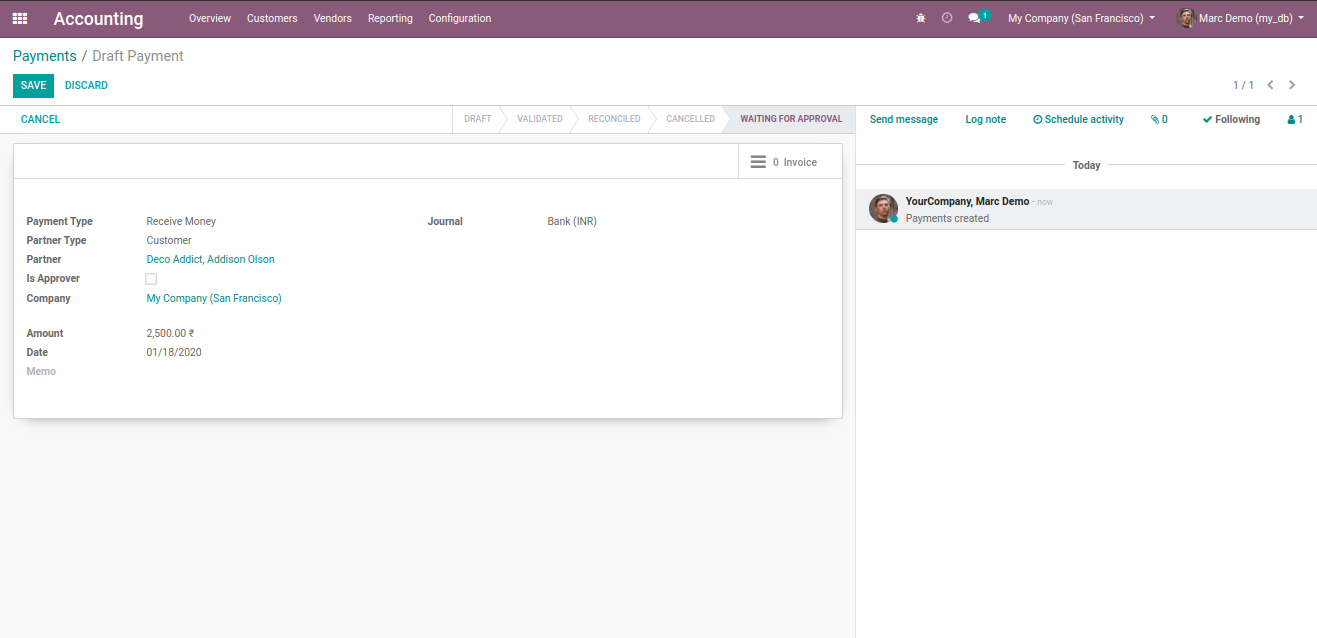 Accounting Overview Customers Vendors Reporting Configuration 1 My Company (San Francisco) Marc Demo (my_db)
Payments / Draft Payment
SAVE DISCARD 1 / 1
CANCEL DRAFT VALIDATED RECONCILED CANCELLED WAITING FOR APPROVAL Send message Log note Schedule activity 0 Following 1
0 Invoice
Today
YourCompany, Marc Demo - now
Payments created
Payment Type Receive Money Journal Bank (INR)
Partner Type Customer
Partner Deco Addict, Addison Olson
Is Approver
Company My Company (San Francisco)
Amount 2,500.00 ₹
Date 01/18/2020
Memo